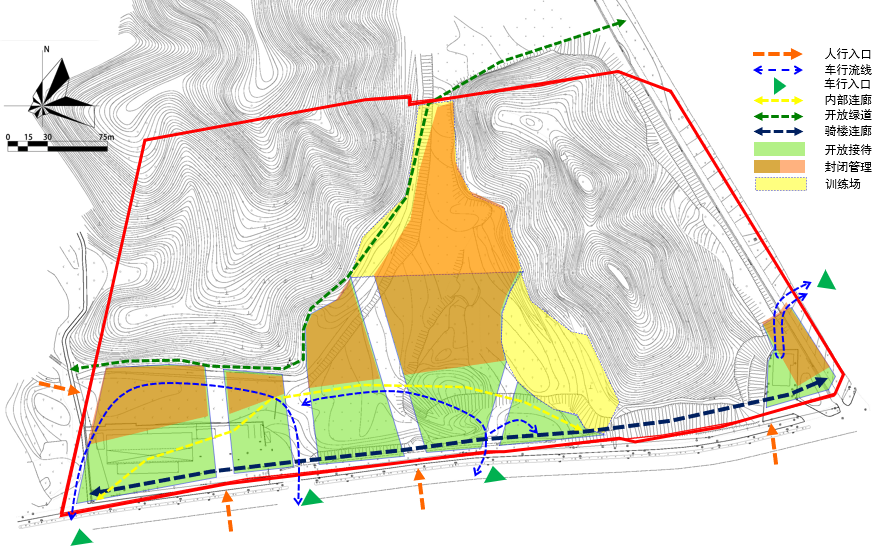 N
0 15 30 75m
人行入口
车行流线
车行入口
内部连廊
开放绿道
骑楼连廊
开放接待
封闭管理
训练场